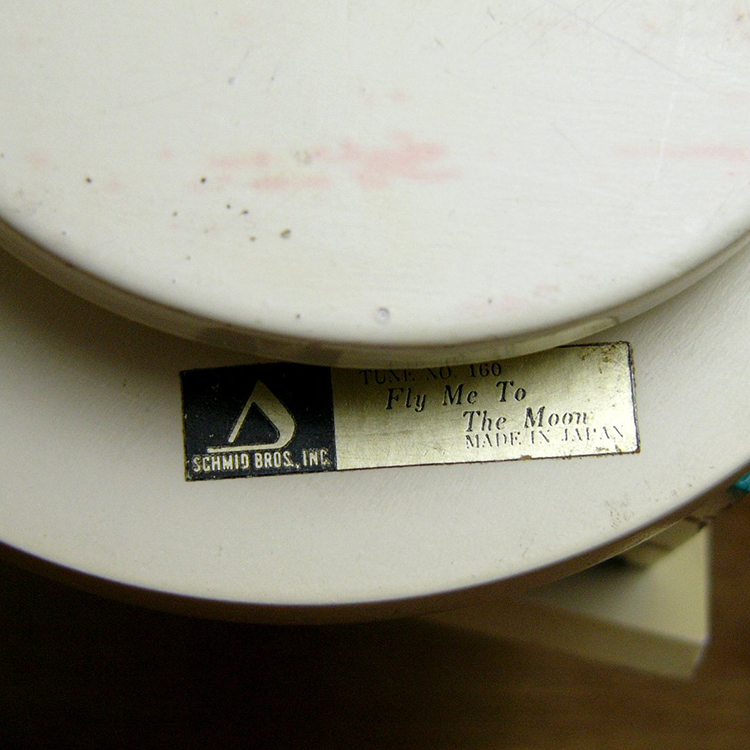 TUNE NO. 160
Fly Me To
The Moon
MADE IN JAPAN
SCHMID BROS., INC.